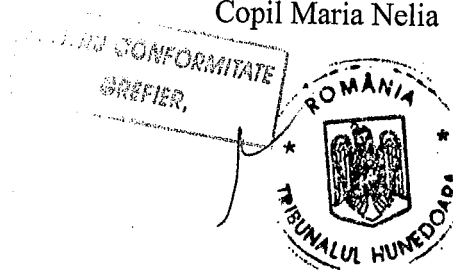 Copil Maria Nelia
CONFORMITATE
GREFIER,
ROMÂNIA
* *
TRIBUNALUL HUNEDOARA